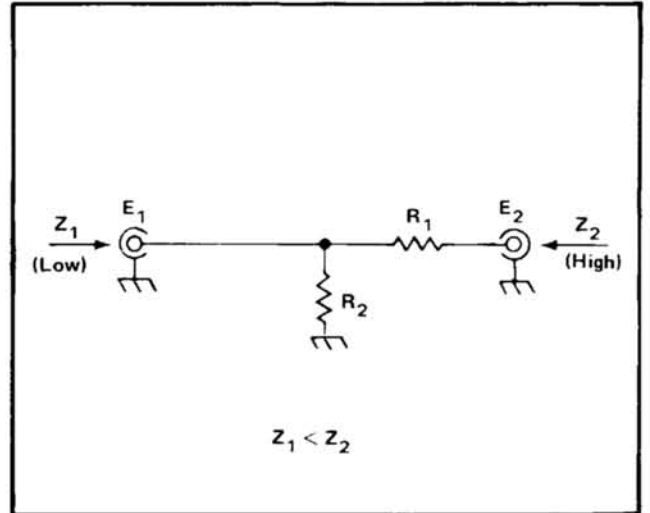 E₁
R₁
E₂
Z₁
(Low)
Z₂
(High)
R₂
Z₁ < Z₂